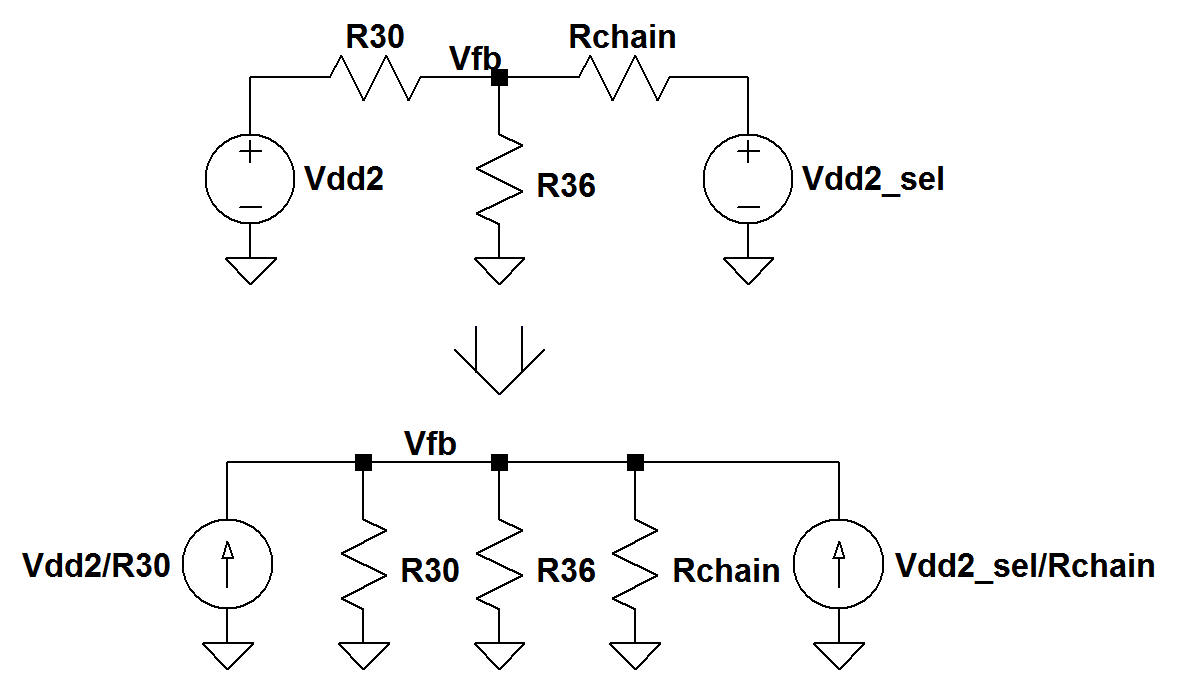 R30
Rchain
Vfb
Vdd2
R36
Vdd2_sel
Vfb
Vdd2/R30
R30
R36
Rchain
Vdd2_sel/Rchain